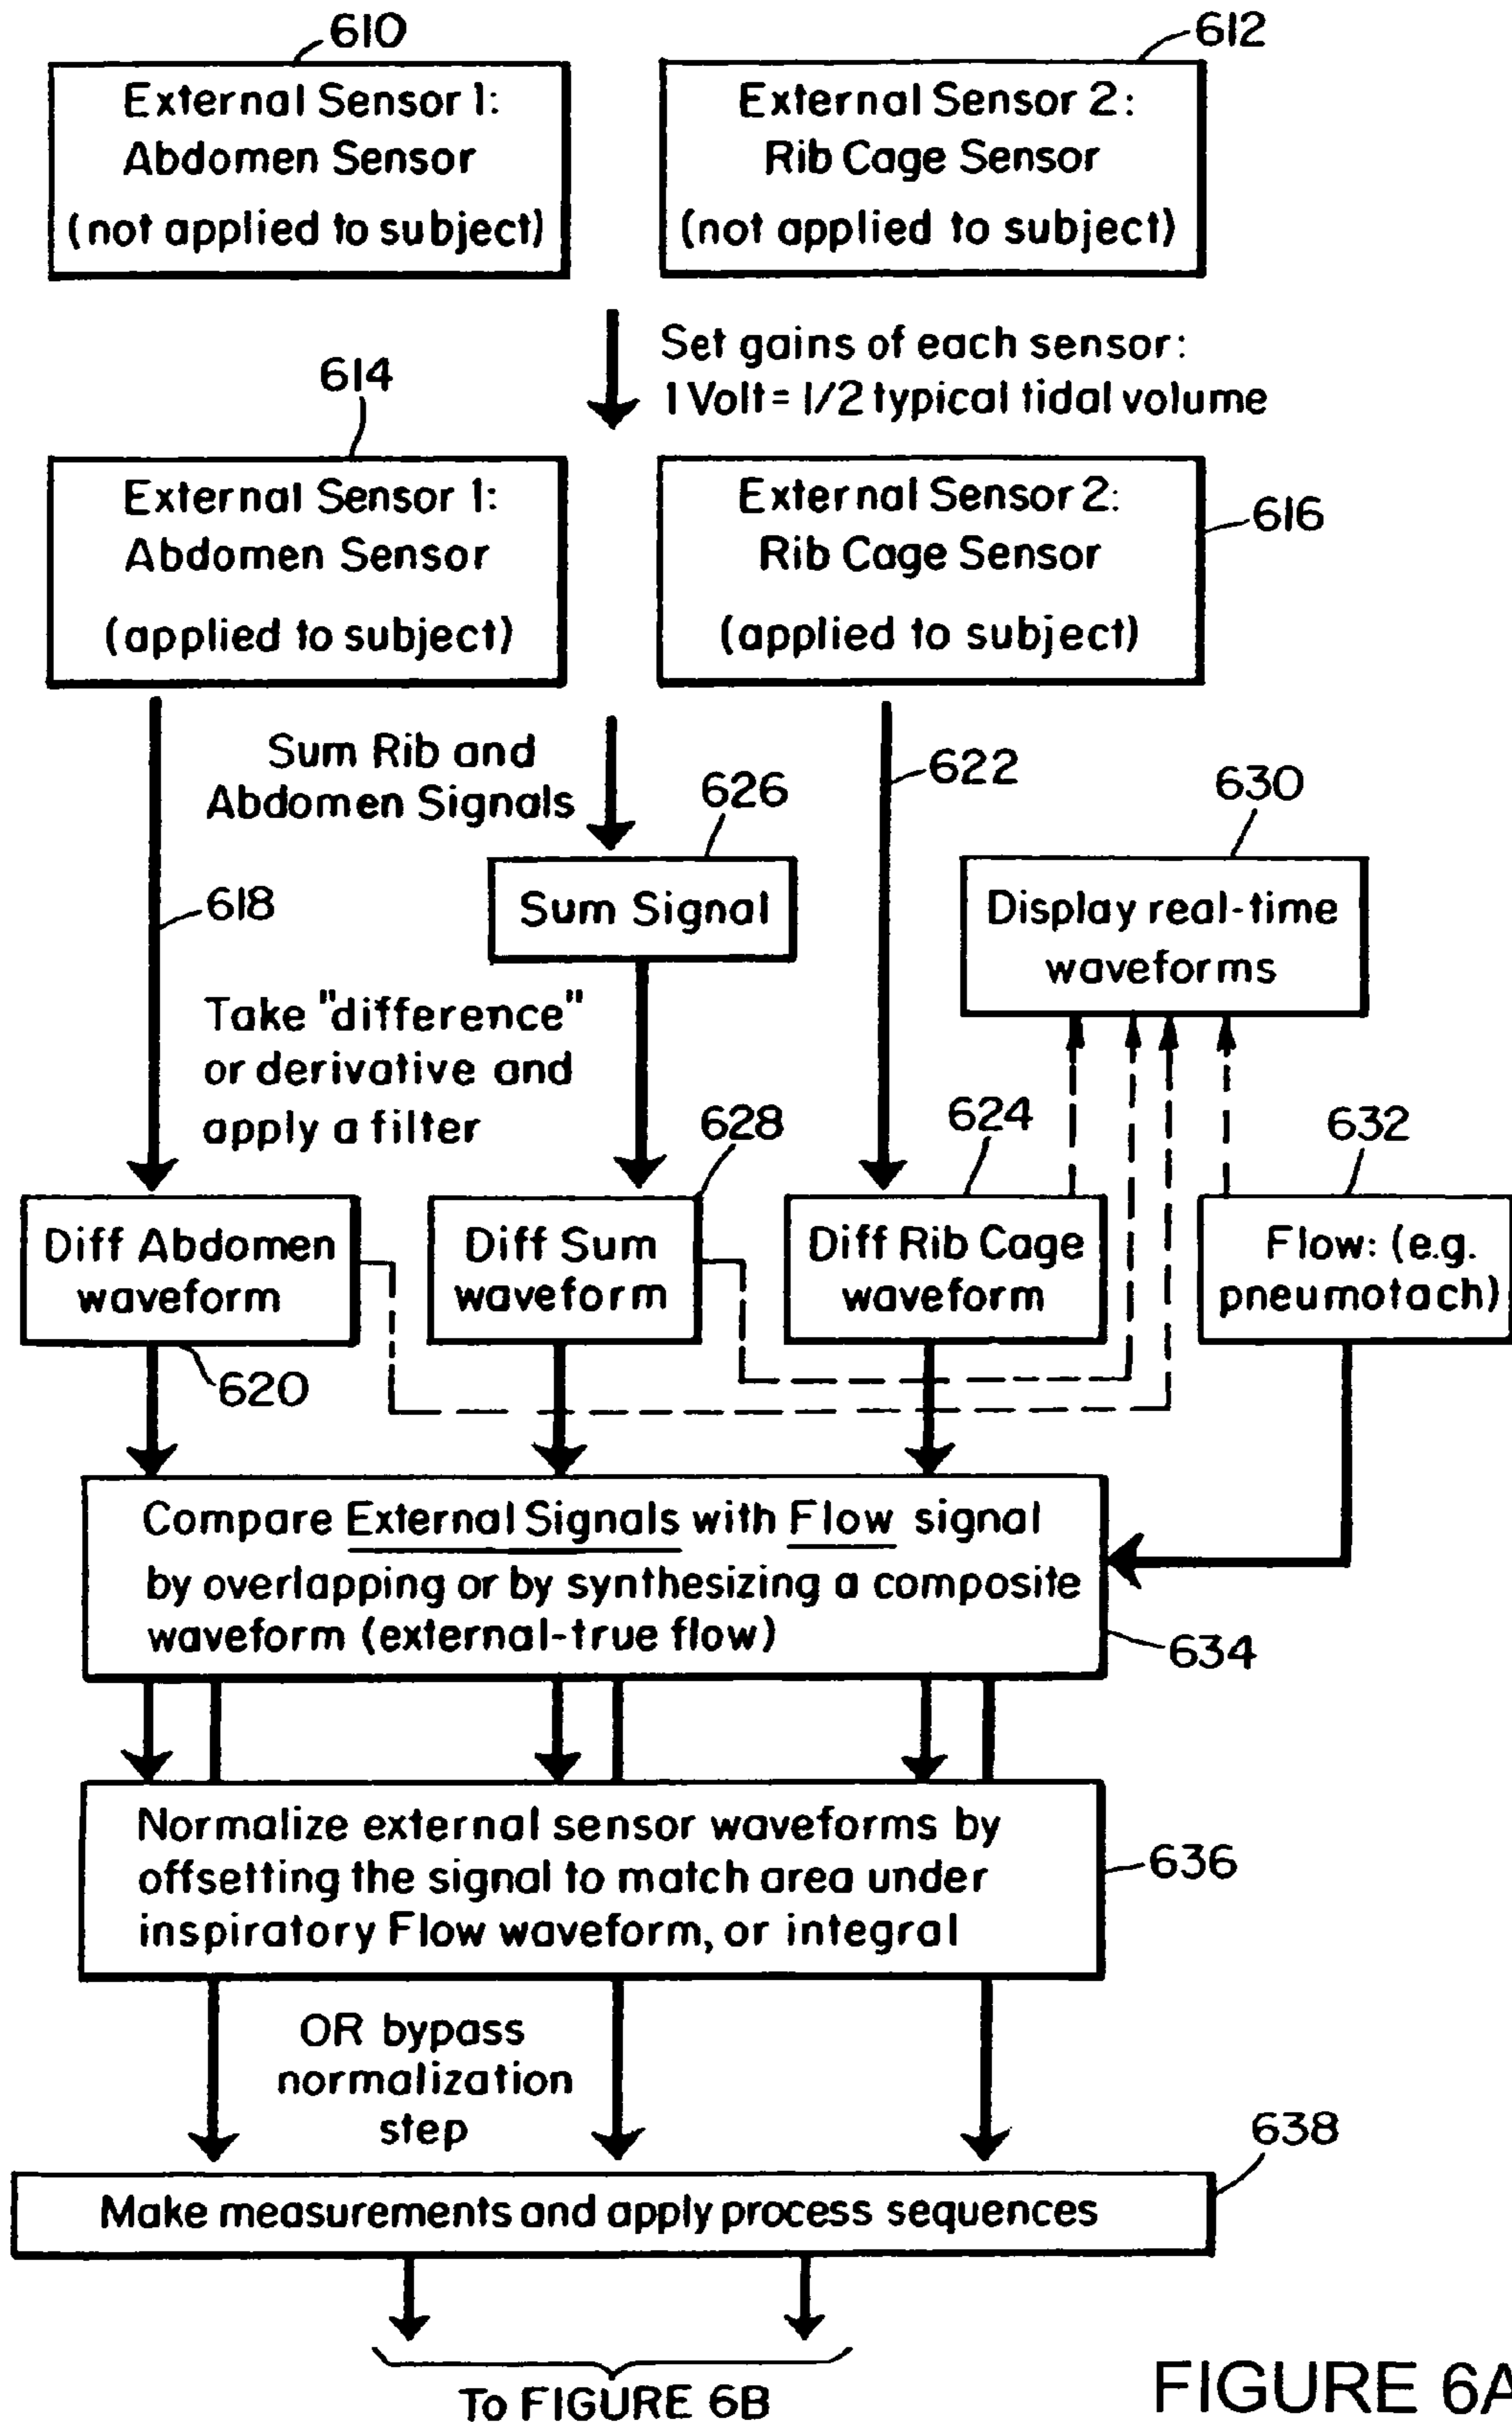 610
612
External Sensor 1:
Abdomen Sensor
(not applied to subject)
External Sensor 2:
Rib Cage Sensor
(not applied to subject)
Set gains of each sensor:
1 Volt = 1/2 typical tidal volume
614
External Sensor 1:
Abdomen Sensor
(applied to subject)
External Sensor 2:
Rib Cage Sensor
(applied to subject)
616
Sum Rib and
Abdomen Signals
626
622
630
618
Sum Signal
Display real-time
waveforms
Take "difference"
or derivative and
apply a filter
628
624
632
Diff Abdomen
waveform
Diff Sum
waveform
Diff Rib Cage
waveform
Flow: (e.g.
pneumotach)
620
Compare External Signals with Flow signal
by overlapping or by synthesizing a composite
waveform (external-true flow)
634
Normalize external sensor waveforms by
offsetting the signal to match area under
inspiratory Flow waveform, or integral
636
OR bypass
normalization
step
638
Make measurements and apply process sequences
To FIGURE 6B
FIGURE 6A